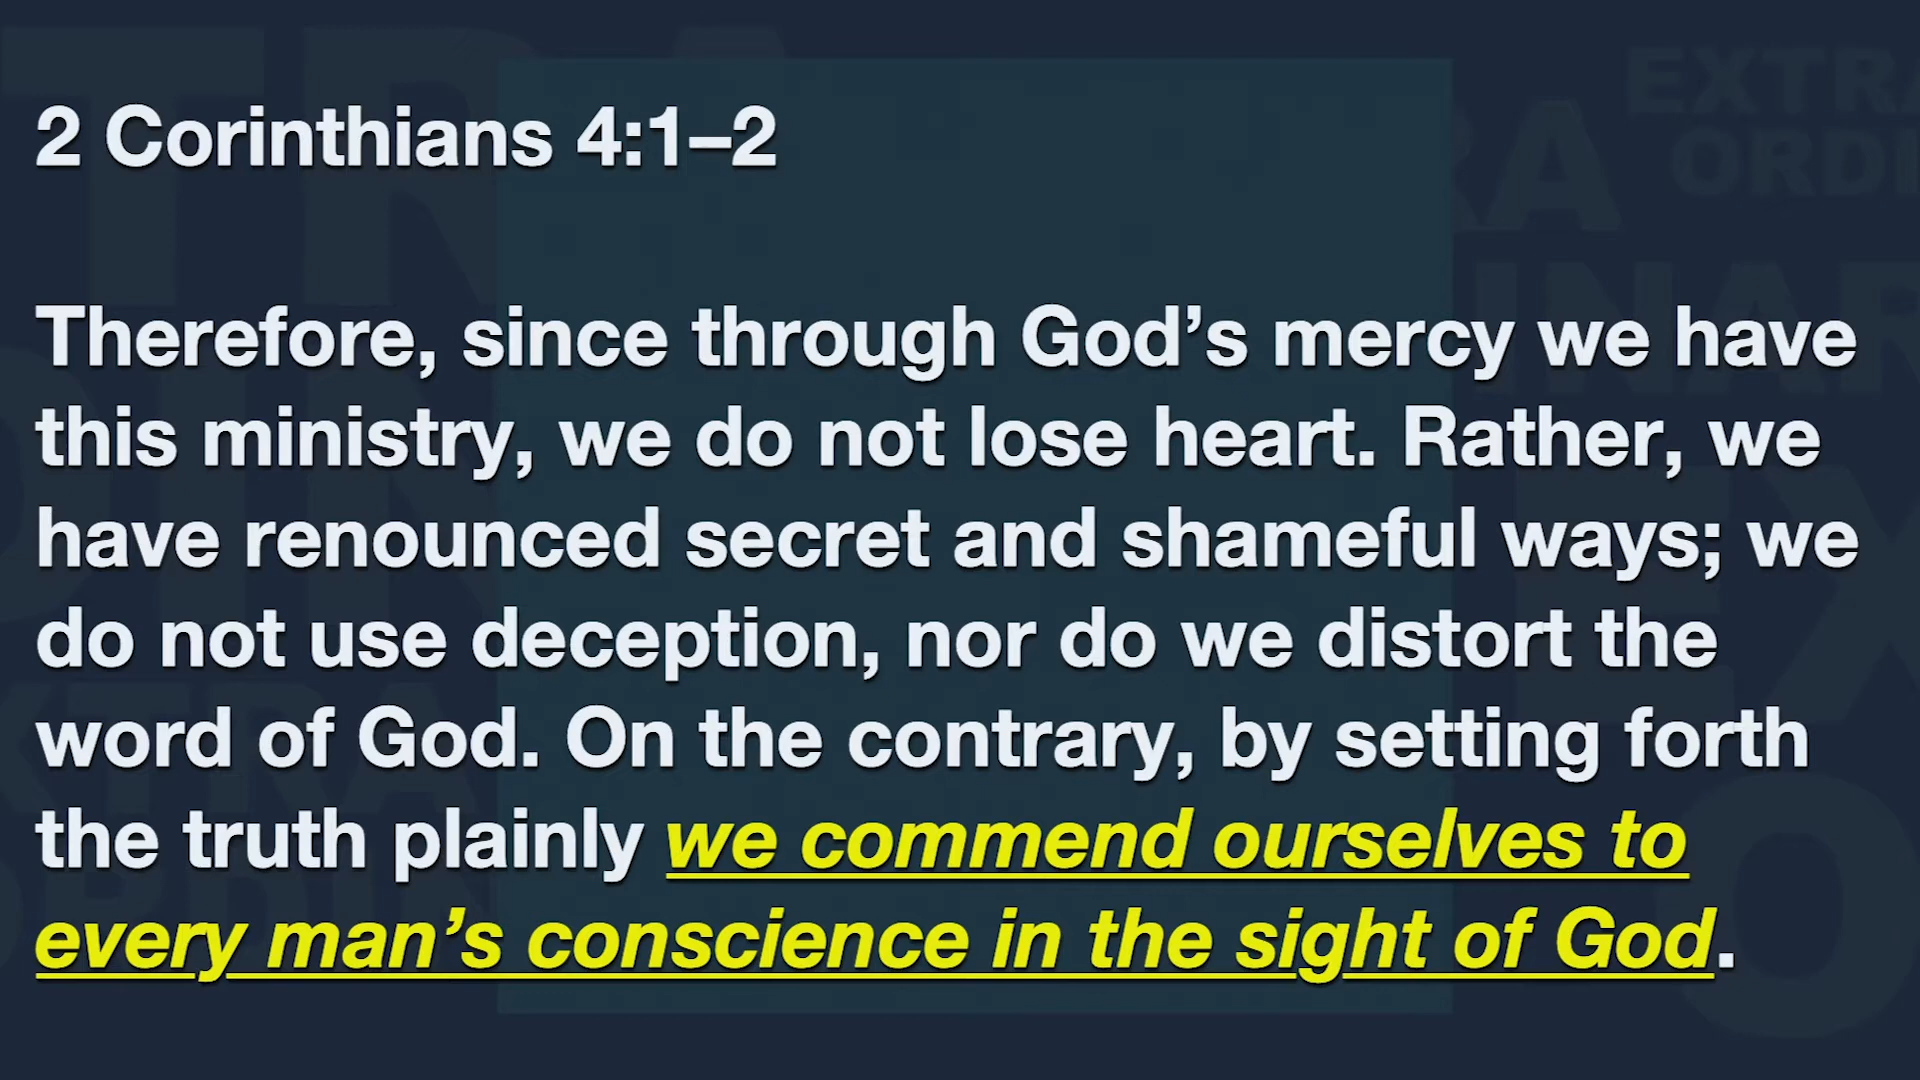 2 Corinthians 4:1–2
Therefore, since through God’s mercy we have
this ministry, we do not lose heart. Rather, we
have renounced secret and shameful ways; we
do not use deception, nor do we distort the
word of God. On the contrary, by setting forth
the truth plainly we commend ourselves to
every man’s conscience in the sight of God.
EXTRA
ORDI